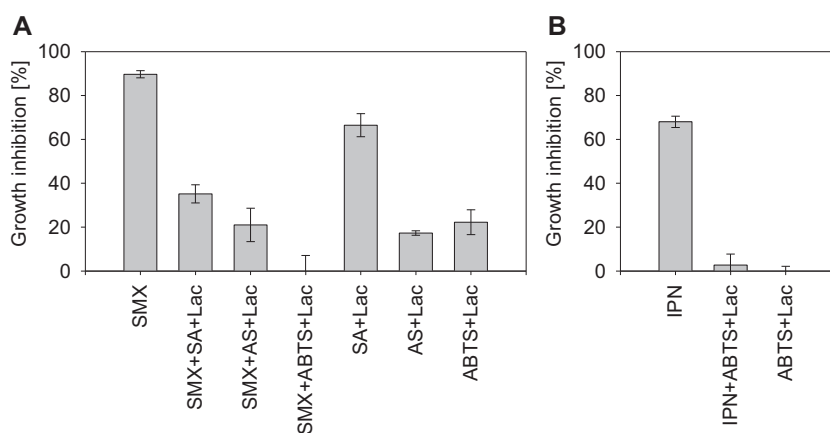 A
B
Growth inhibition [%]
100
80
60
40
20
0
SMX
SMX+SA+Lac
SMX+AS+Lac
SMX+ABTS+Lac
SA+Lac
AS+Lac
ABTS+Lac
Growth inhibition [%]
100
80
60
40
20
0
IPN
IPN+ABTS+Lac
ABTS+Lac